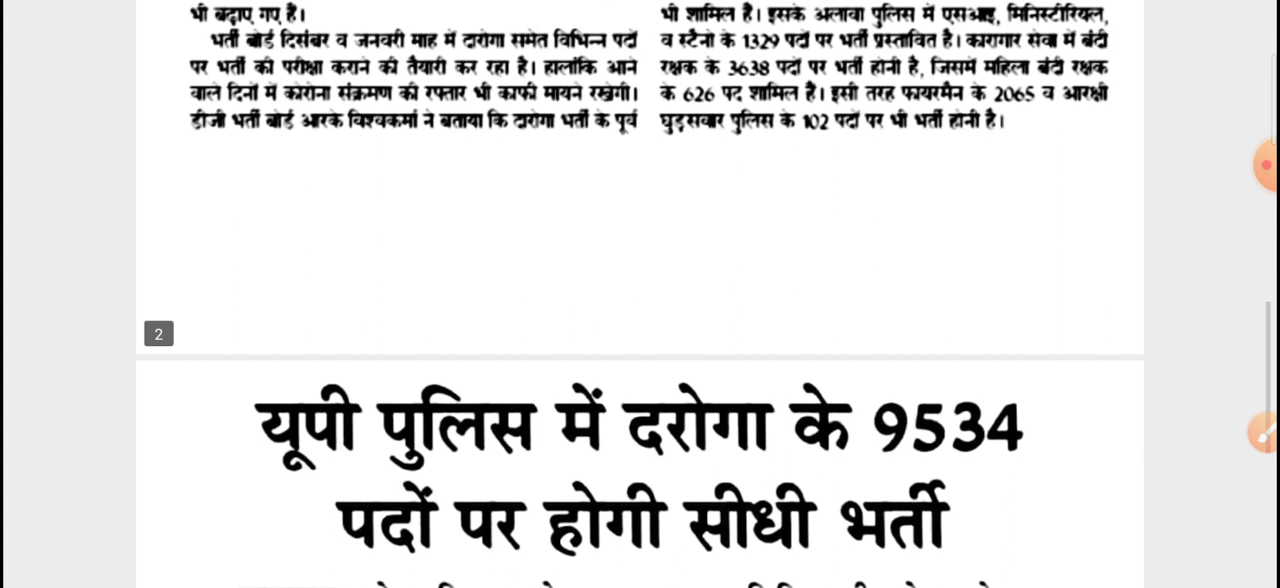 भी बढ़ाए गए हैं।
भर्ती बोर्ड दिसंबर व जनवरी माह में दारोगा समेत विभिन्न पदों
पर भर्ती की परीक्षा कराने की तैयारी कर रहा है। हालांकि आने
वाले दिनों में कोरोना संक्रमण की रफ्तार भी काफी मायने रखेगी।
डीजी भर्ती बोर्ड आरके विश्वकर्मा ने बताया कि दारोगा भर्ती के पूर्व
भी शामिल हैं। इसके अलावा पुलिस में एसआइ, मिनिस्टीरियल,
व स्टैनो के 1329 पदों पर भर्ती प्रस्तावित है। कारागार सेवा में बंदी
रक्षक के 3638 पदों पर भर्ती होनी है, जिसमें महिला बंदी रक्षक
के 626 पद शामिल हैं। इसी तरह फायरमैन के 2065 व आरक्षी
घुड़सवार पुलिस के 102 पदों पर भी भर्ती होनी है।
2
यूपी पुलिस में दरोगा के 9534
पदों पर होगी सीधी भर्ती